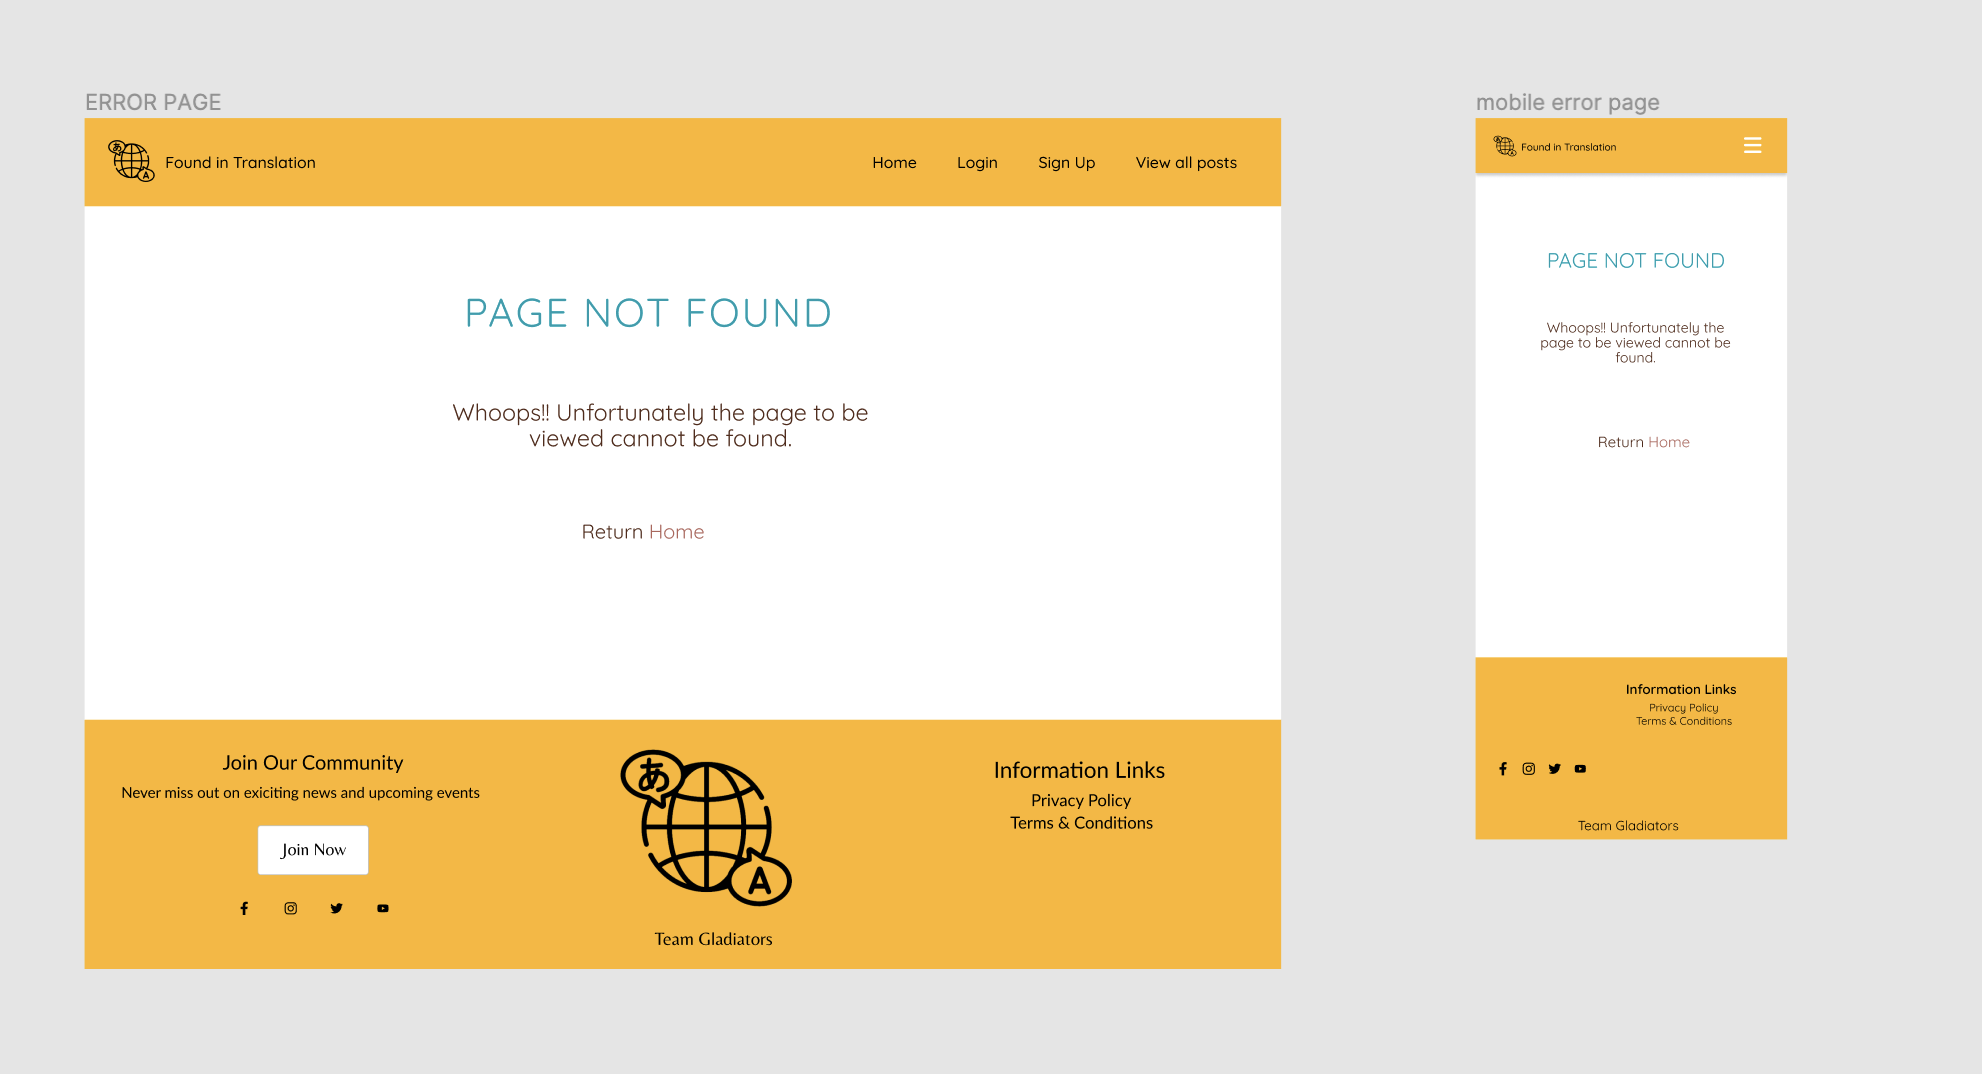 ERROR PAGE
あ
A
Found in Translation
Home
Login
Sign Up
View all posts
PAGE NOT FOUND
Whoops!! Unfortunately the page to be
viewed cannot be found.
Return Home
Join Our Community
Never miss out on exiciting news and upcoming events
Join Now
あ
A
Team Gladiators
Information Links
Privacy Policy
Terms & Conditions
mobile error page
Found in Translation
PAGE NOT FOUND
Whoops!! Unfortunately the
page to be viewed cannot be
found.
Return Home
Information Links
Privacy Policy
Terms & Conditions
Team Gladiators